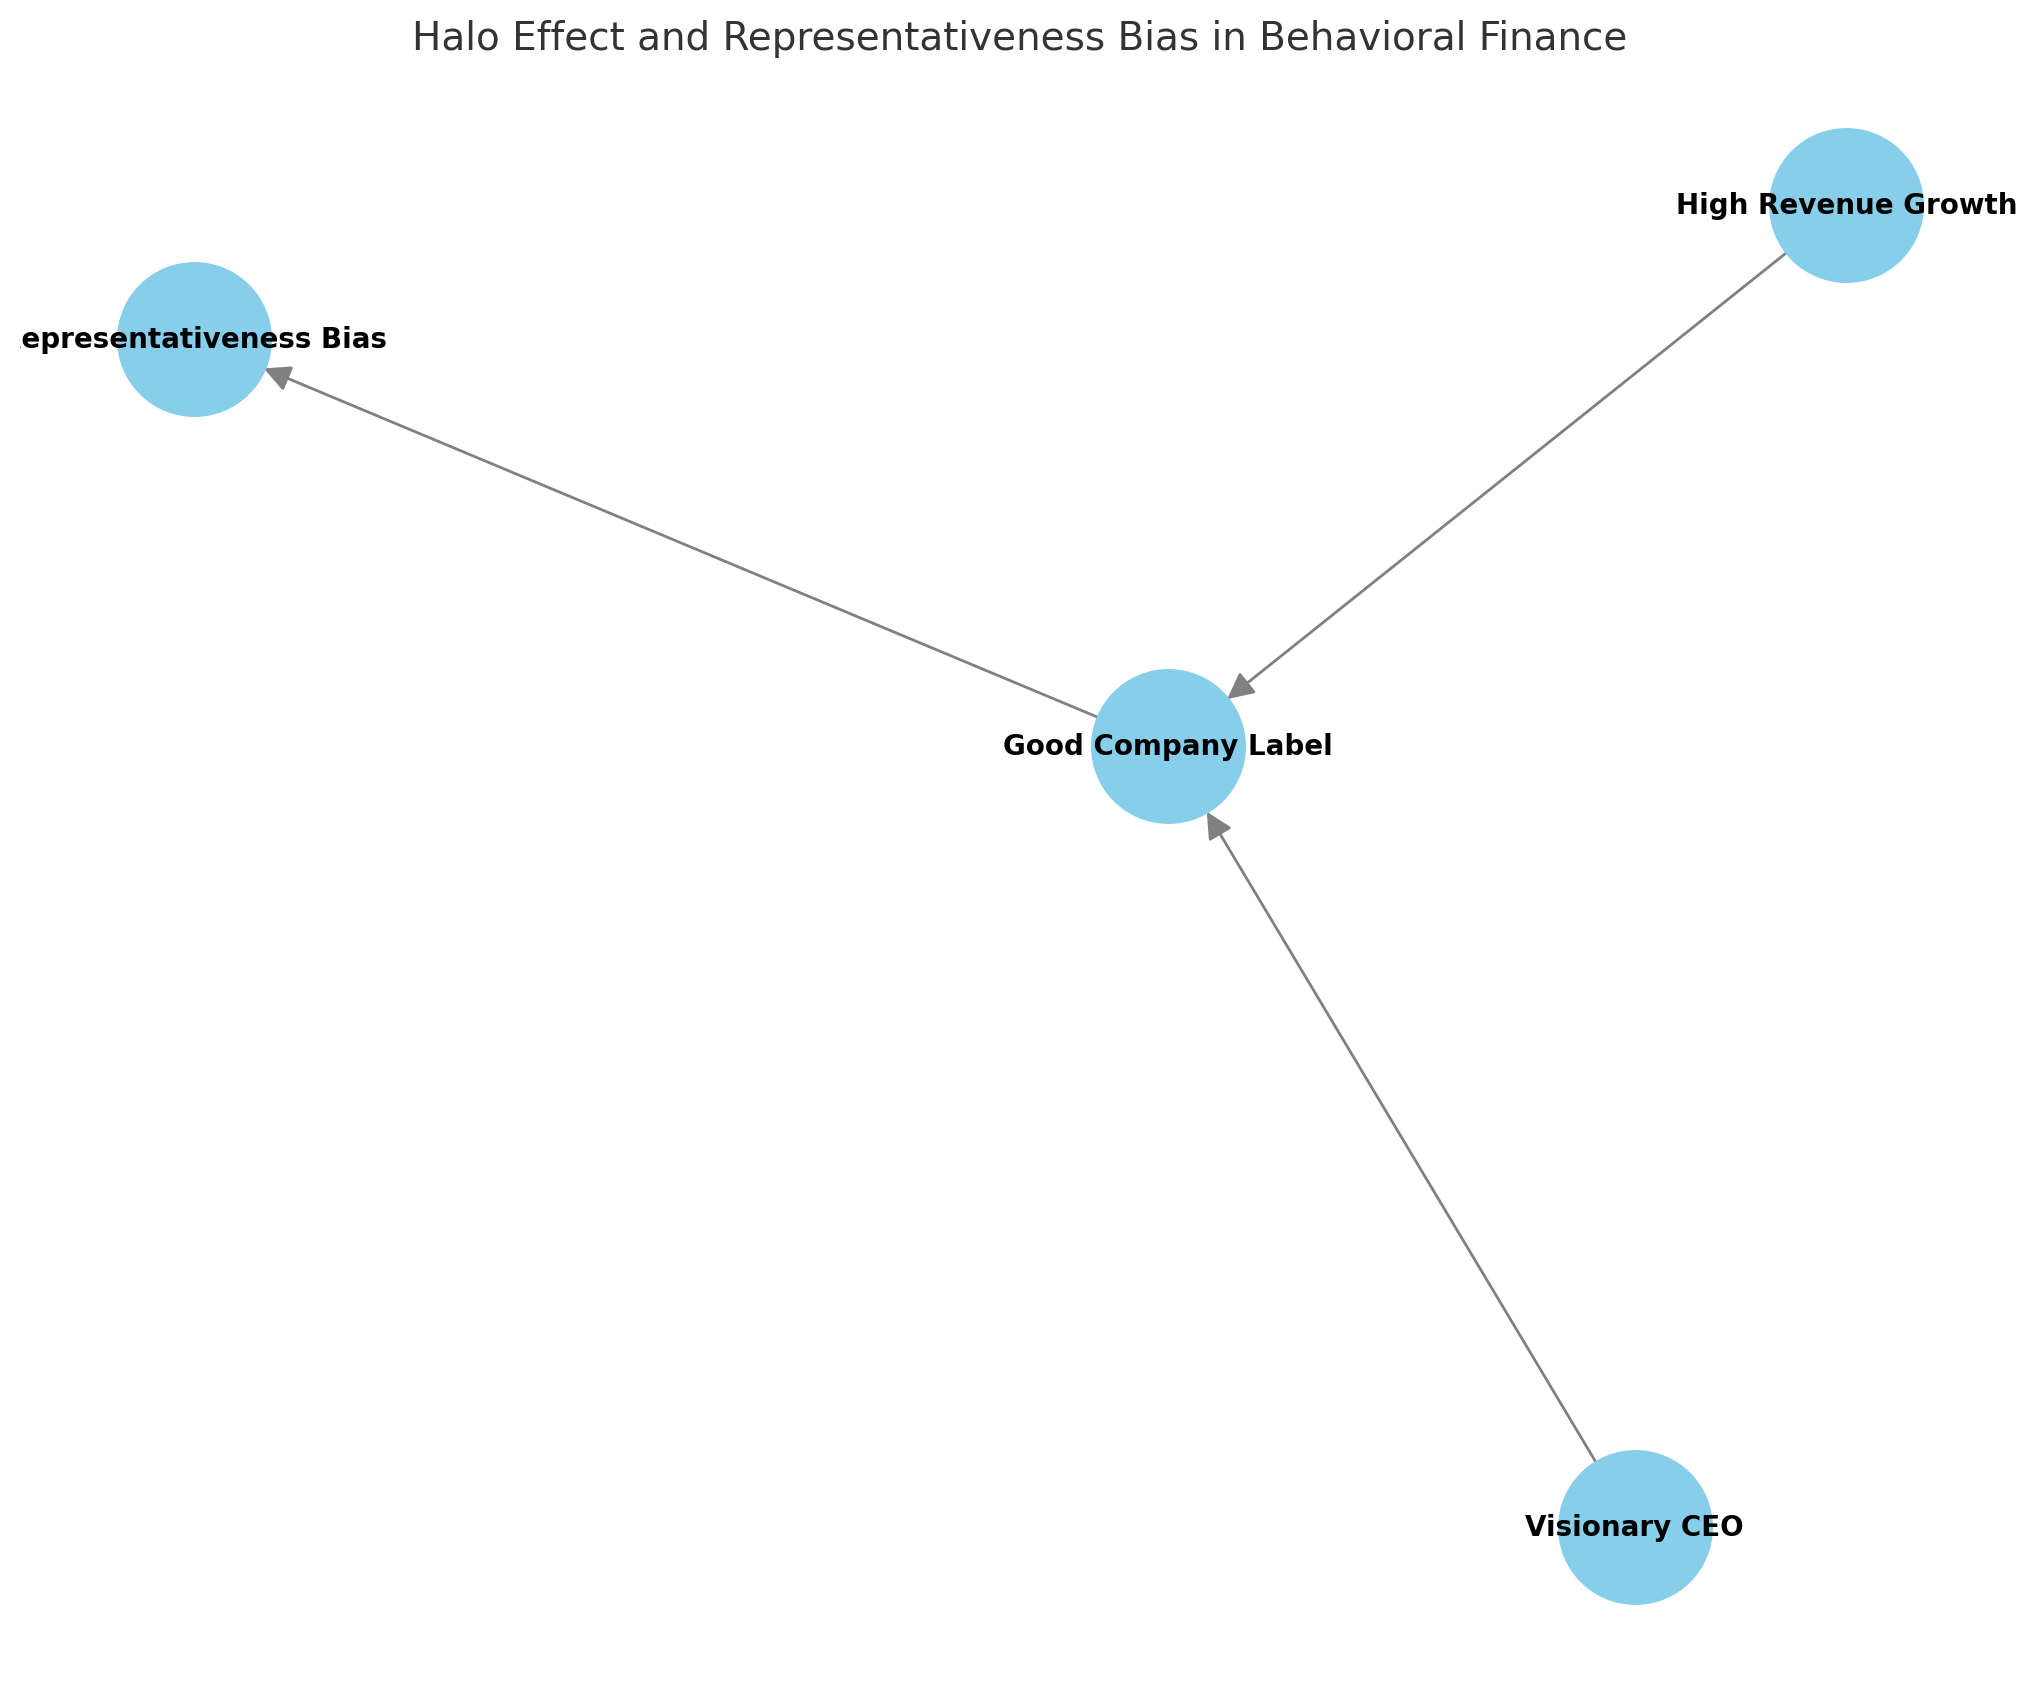 Halo Effect and Representativeness Bias in Behavioral Finance
High Revenue Growth
epresentativeness Bias
Good Company Label
Visionary CEO